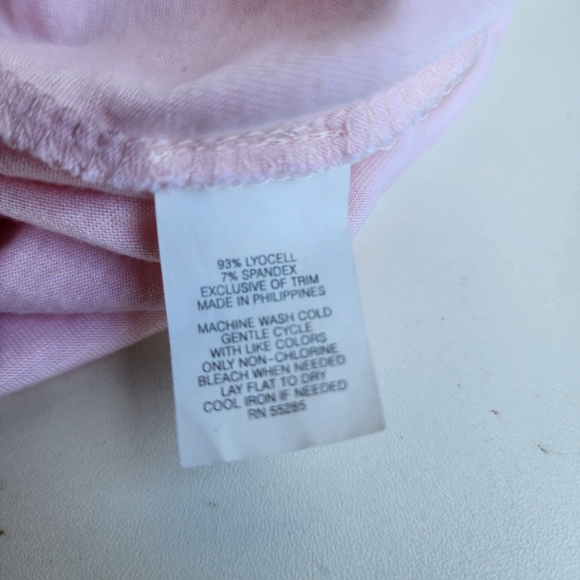 93% LYOCELL
7% SPANDEX
EXCLUSIVE OF TRIM
MADE IN PHILIPPINES
MACHINE WASH COLD
GENTLE CYCLE
WITH LIKE COLORS
ONLY NON-CHLORINE
BLEACH WHEN NEEDED
LAY FLAT TO DRY
COOL IRON IF NEEDED
RN 55285